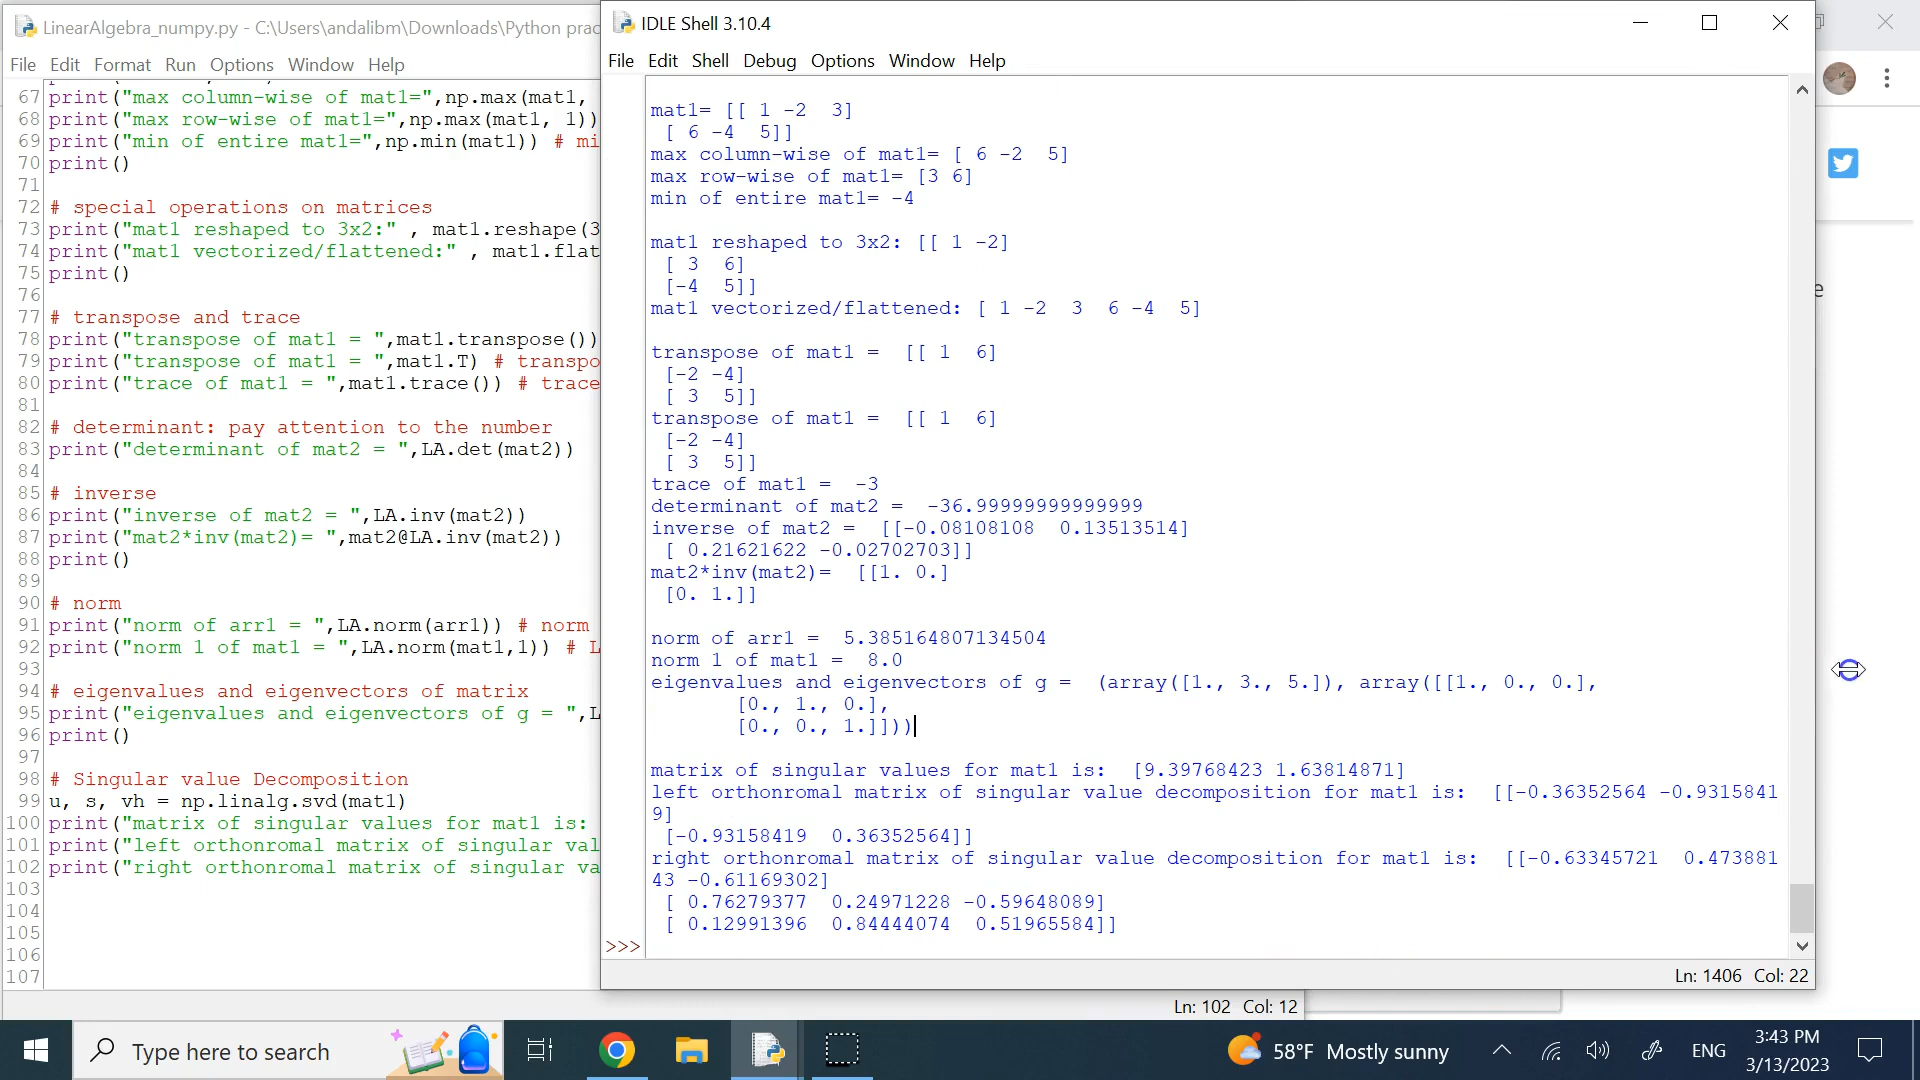 LinearAlgebra_numpy.py - C:\Users\andalibm\Downloads\Python prac
File Edit Format Run Options Window Help
67 print("max column-wise of mat1=",np.max(mat1,
68 print("max row-wise of mat1=",np.max(mat1, 1))
69 print("min of entire mat1=",np.min(mat1)) # mi
70 print()
71
72 # special operations on matrices
73 print("mat1 reshaped to 3x2:" , mat1.reshape(3
74 print("mat1 vectorized/flattened:" , mat1.flat
75 print()
76
77 # transpose and trace
78 print("transpose of mat1 = ",mat1.transpose())
79 print("transpose of mat1 = ",mat1.T) # transpo
80 print("trace of mat1 = ",mat1.trace()) # trace
81
82 # determinant: pay attention to the number
83 print("determinant of mat2 = ",LA.det(mat2))
84
85 # inverse
86 print("inverse of mat2 = ",LA.inv(mat2))
87 print("mat2*inv(mat2)= ",mat2@LA.inv(mat2))
88 print()
89
90 # norm
91 print("norm of arr1 = ",LA.norm(arr1)) # norm
92 print("norm 1 of mat1 = ",LA.norm(mat1,1)) # L
93
94 # eigenvalues and eigenvectors of matrix
95 print("eigenvalues and eigenvectors of g = ",L
96 print()
97
98 # Singular value Decomposition
99 u, s, vh = np.linalg.svd(mat1)
100 print("matrix of singular values for mat1 is:
101 print("left orthonromal matrix of singular val
102 print("right orthonromal matrix of singular va
103
104
105
106
107
Ln: 102 Col: 12
IDLE Shell 3.10.4
File Edit Shell Debug Options Window Help
mat1= [[ 1 -2  3]
 [ 6 -4  5]]
max column-wise of mat1= [ 6 -2  5]
max row-wise of mat1= [3 6]
min of entire mat1= -4
mat1 reshaped to 3x2: [[ 1 -2]
 [ 3  6]
 [-4  5]]
mat1 vectorized/flattened: [ 1 -2  3  6 -4  5]
transpose of mat1 =  [[ 1  6]
 [-2 -4]
 [ 3  5]]
transpose of mat1 =  [[ 1  6]
 [-2 -4]
 [ 3  5]]
trace of mat1 =  -3
determinant of mat2 =  -36.99999999999999
inverse of mat2 =  [[-0.08108108  0.13513514]
 [ 0.21621622 -0.02702703]]
mat2*inv(mat2)=  [[1. 0.]
 [0. 1.]]
norm of arr1 =  5.385164807134504
norm 1 of mat1 =  8.0
eigenvalues and eigenvectors of g =  (array([1., 3., 5.]), array([[1., 0., 0.],
       [0., 1., 0.],
       [0., 0., 1.]]))
matrix of singular values for mat1 is:  [9.39768423 1.63814871]
left orthonromal matrix of singular value decomposition for mat1 is:  [[-0.36352564 -0.9315841
9]
 [-0.93158419  0.36352564]]
right orthonromal matrix of singular value decomposition for mat1 is:  [[-0.63345721  0.473881
43 -0.61169302]
 [ 0.76279377  0.24971228 -0.59648089]
 [ 0.12991396  0.84444074  0.51965584]]
>>>
Ln: 1406 Col: 22
e
Type here to search
58°F Mostly sunny
ENG
3:43 PM
3/13/2023